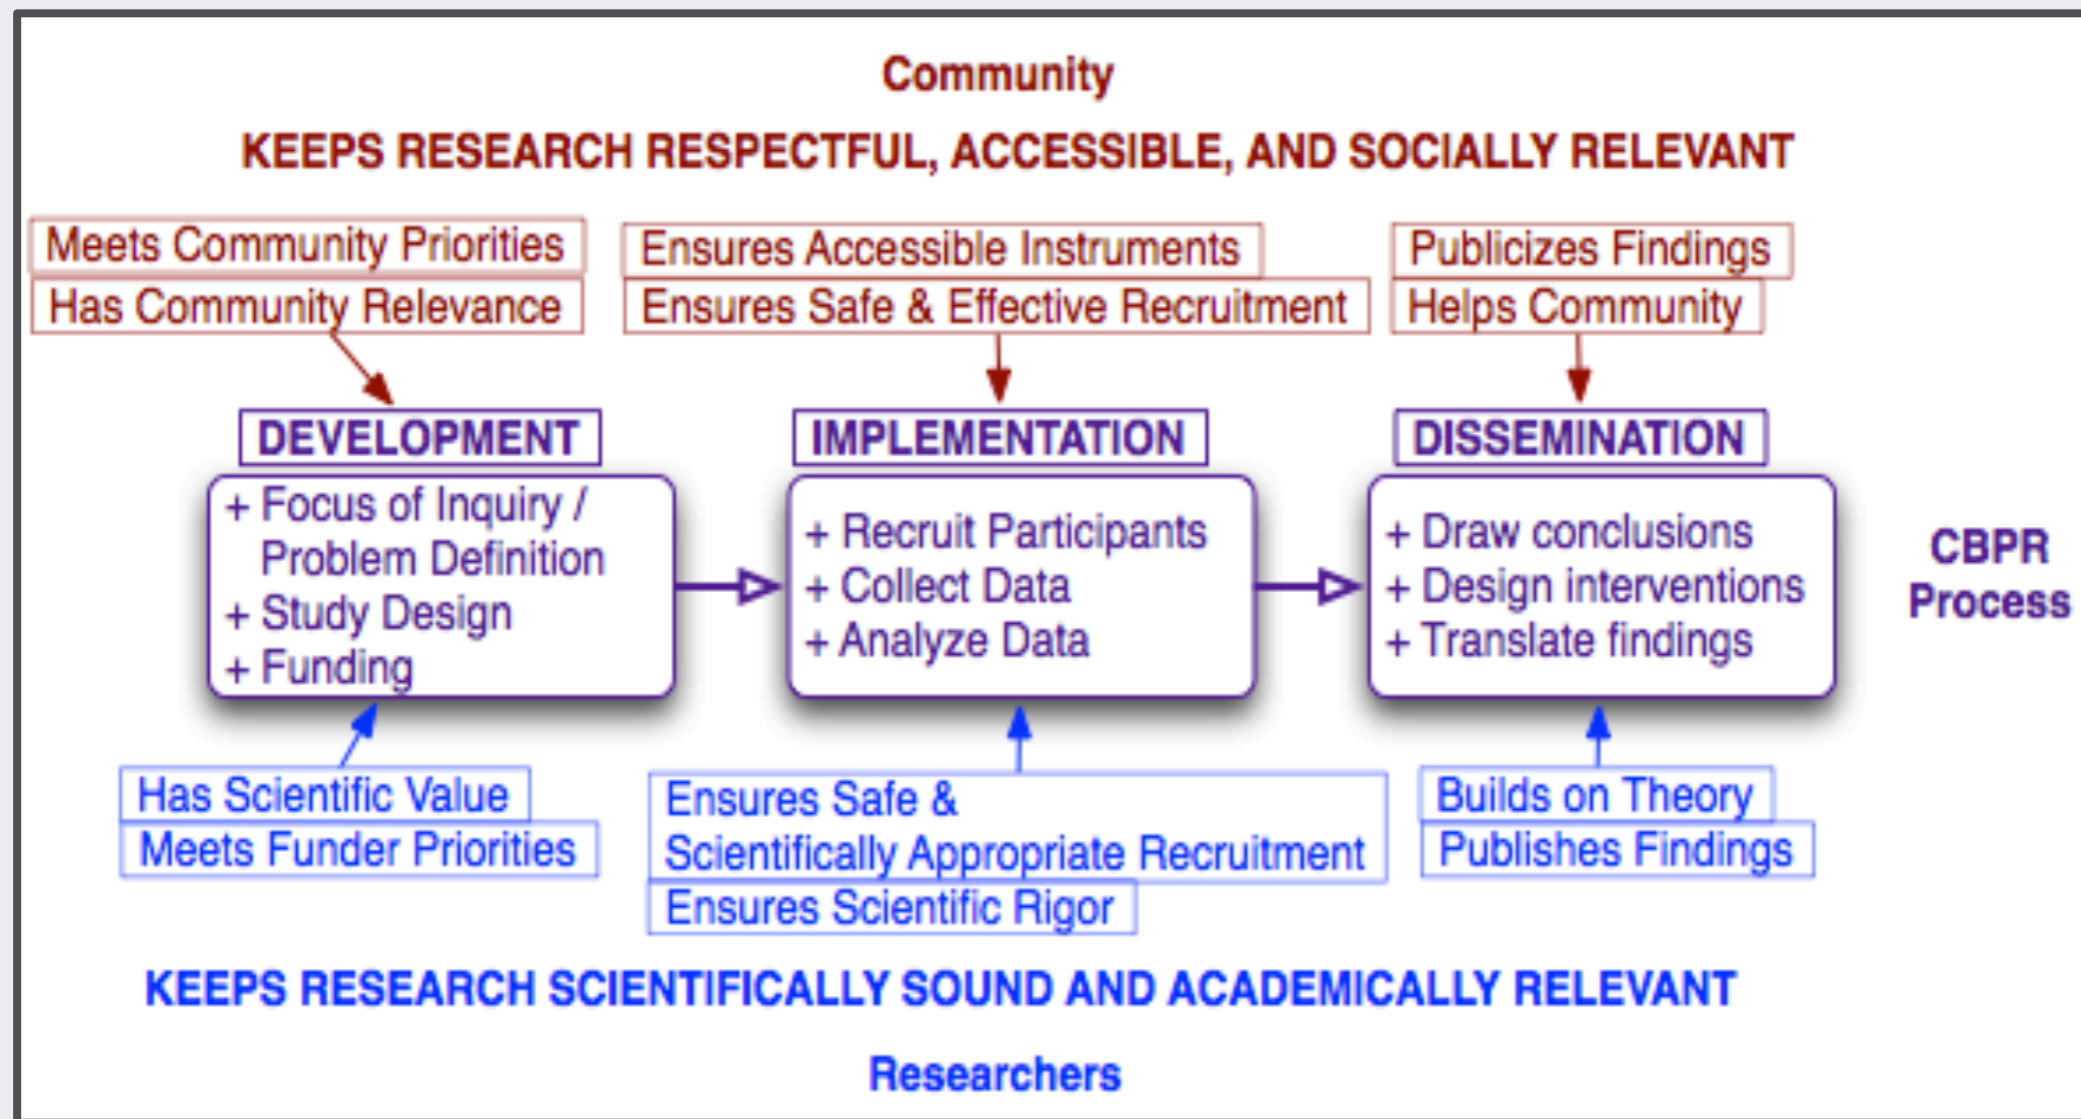 Community
KEEPS RESEARCH RESPECTFUL, ACCESSIBLE, AND SOCIALLY RELEVANT
Meets Community Priorities
Has Community Relevance
Ensures Accessible Instruments
Ensures Safe & Effective Recruitment
Publicizes Findings
Helps Community
DEVELOPMENT
+ Focus of Inquiry /
Problem Definition
+ Study Design
+ Funding
IMPLEMENTATION
+ Recruit Participants
+ Collect Data
+ Analyze Data
DISSEMINATION
+ Draw conclusions
+ Design interventions
+ Translate findings
CBPR
Process
Has Scientific Value
Meets Funder Priorities
Ensures Safe &
Scientifically Appropriate Recruitment
Ensures Scientific Rigor
Builds on Theory
Publishes Findings
KEEPS RESEARCH SCIENTIFICALLY SOUND AND ACADEMICALLY RELEVANT
Researchers